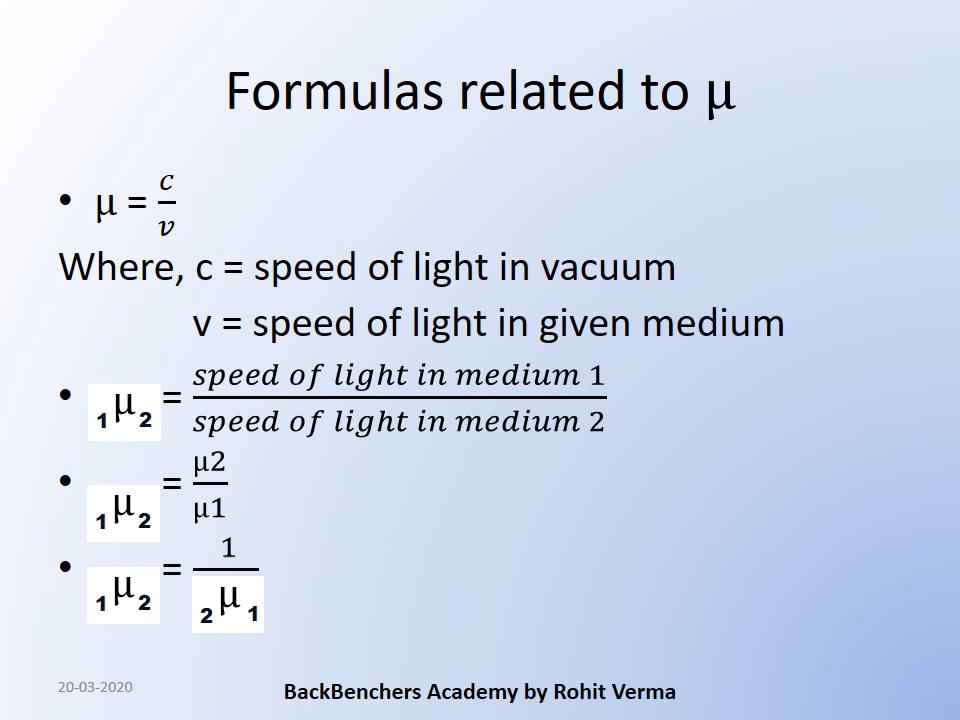 Formulas related to μ
• μ = c/v
Where, c = speed of light in vacuum
v = speed of light in given medium
• ₁μ₂ = speed of light in medium 1/speed of light in medium 2
• ₁μ₂ = μ2/μ1
• ₁μ₂ = 1/₂μ₁
20-03-2020
BackBenchers Academy by Rohit Verma